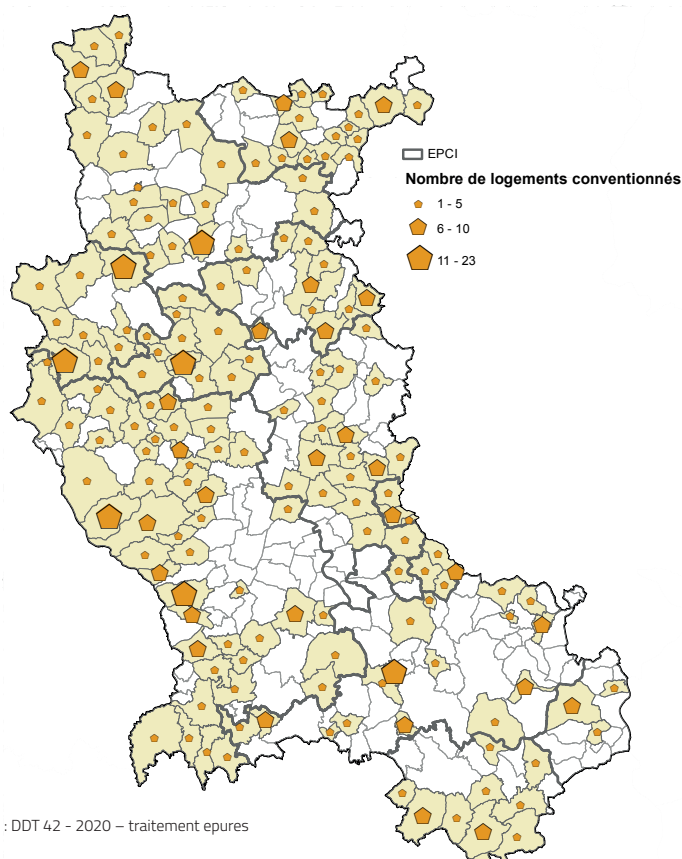 EPCI
Nombre de logements conventionnés
1 - 5
6 - 10
11 - 23
: DDT 42 - 2020 – traitement epures